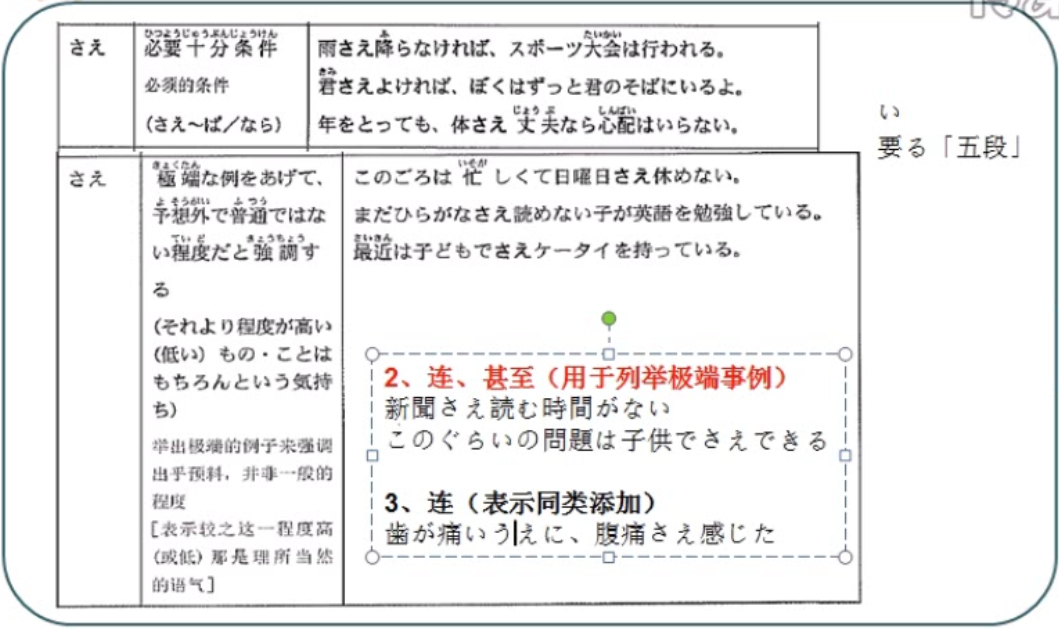 さえ
ひつようじゅうぶんじょうけん
必要十分条件
必须的条件
(さえ～ば／なら)
ふ
たいかい
雨さえ降らなければ、スポーツ大会は行われる。
きみ
君さえよければ、ぼくはずっと君のそばにいるよ。
じょうぶ
しんぱい
年をとっても、体さえ丈夫なら心配はいらない。
い
要る「五段」
さえ
きょくたん
極端な例をあげて、
よそうがい
ふつう
予想外で普通ではな
ていど
きょうちょう
い程度だと強調す
る
(それより程度が高い
(低い) もの・ことは
もちろんという気持
ち)
举出极端的例子来强调
出乎预料，并非一般的
程度
[表示较之这一程度高
(或低) 那是理所当然
的语气]
いそが
このごろは忙しくて日曜日さえ休めない。
まだひらがなさえ読めない子が英語を勉強している。
さいきん
最近は子どもでさえケータイを持っている。
2、连、甚至（用于列举极端事例）
新聞さえ読む時間がない
このぐらいの問題は子供でさえできる
3、连（表示同类添加）
歯が痛いうえに、腹痛さえ感じた